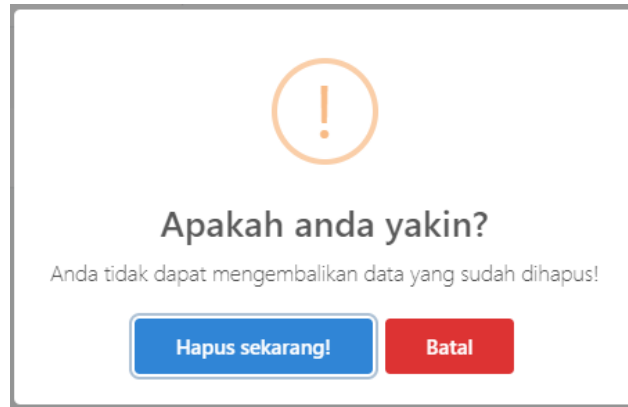 !
Apakah anda yakin?
Anda tidak dapat mengembalikan data yang sudah dihapus!
Hapus sekarang! Batal